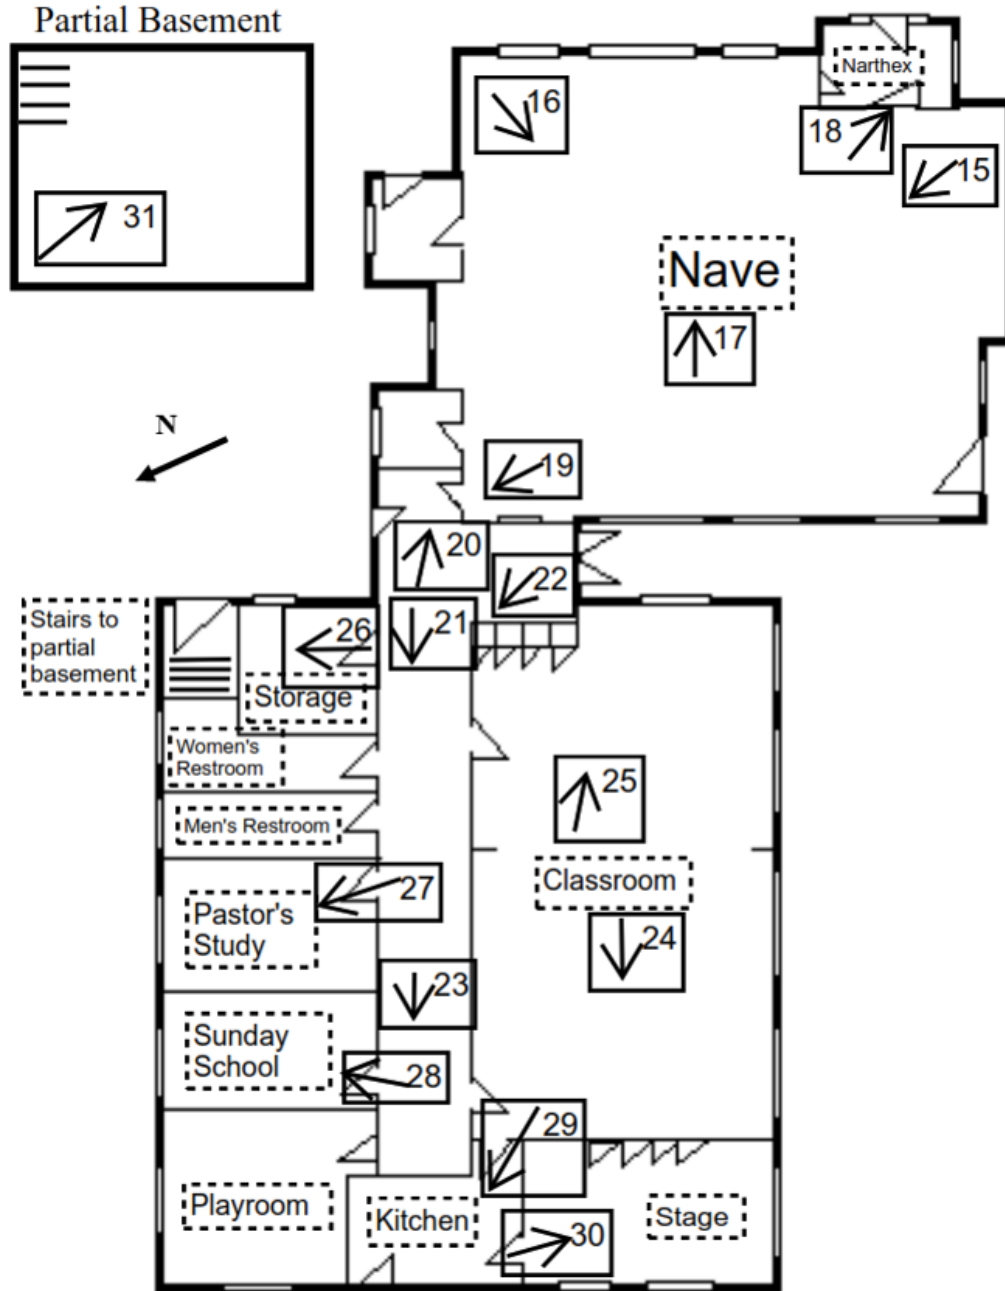 Partial Basement
Narthex
16
18
15
31
Nave
17
N
19
20
22
Stairs to
partial
basement
26
21
Storage
Women's
Restroom
25
Men's Restroom
Classroom
27
Pastor's
Study
24
23
Sunday
School
28
29
Playroom
Kitchen
Stage
30